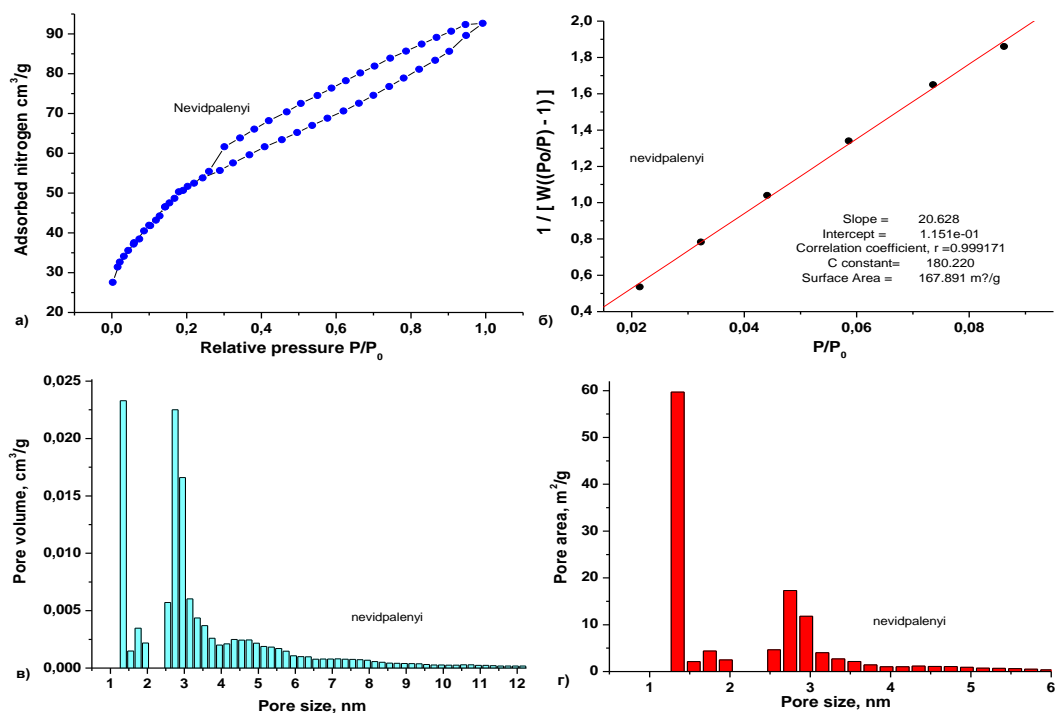 Adsorbed nitrogen cm³/g
90
80
70
60
50
40
30
20
Nevidpalenyi
а)
0,0 0,2 0,4 0,6 0,8 1,0
Relative pressure P/P₀
1 / [ W((Po/P) - 1) ]
2,0
1,8
1,6
1,4
1,2
1,0
0,8
0,6
0,4
nevidpalenyi
Slope = 20.628
Intercept = 1.151e-01
Correlation coefficient, r =0.999171
C constant= 180.220
Surface Area = 167.891 m?/g
б)
0,02 0,04 0,06 0,08
P/P₀
Pore volume, cm³/g
0,025
0,020
0,015
0,010
0,005
0,000
nevidpalenyi
в)
1 2 3 4 5 6 7 8 9 10 11 12
Pore size, nm
Pore area, m²/g
60
50
40
30
20
10
0
nevidpalenyi
г)
1 2 3 4 5 6
Pore size, nm